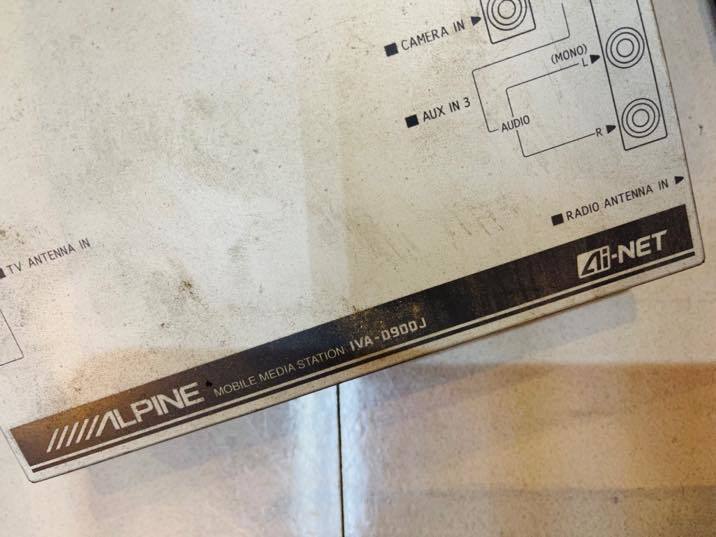 ■ CAMERA IN ▶
(MONO)
L ▶
■ AUX IN 3
AUDIO
R ▶
■ RADIO ANTENNA IN ▶
■ TV ANTENNA IN
Ai-NET
ALPINE MOBILE MEDIA STATION IVA-D900J